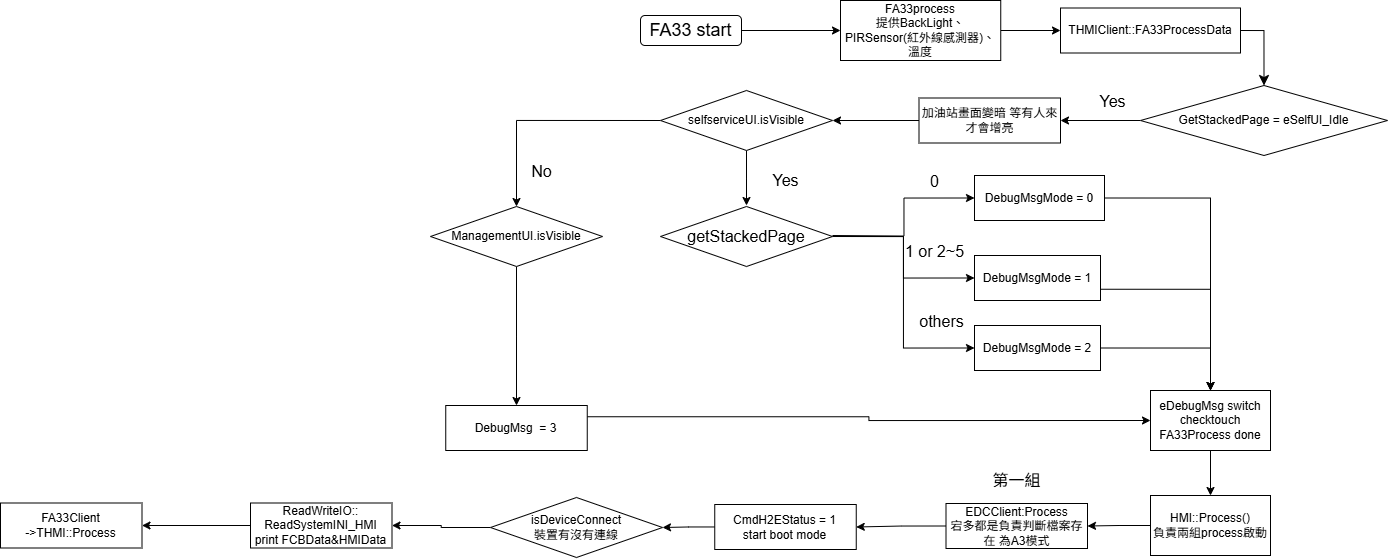 FA33 start
FA33process
提供BackLight、
PIRSensor(紅外線感測器)、
溫度
THMIClient::FA33ProcessData
GetStackedPage = eSelfUI_Idle
Yes
加油站畫面變暗 等有人來
才會增亮
selfserviceUI.isVisible
No
Yes
ManagementUI.isVisible
getStackedPage
0
DebugMsgMode = 0
1 or 2~5
DebugMsgMode = 1
others
DebugMsgMode = 2
DebugMsg  = 3
eDebugMsg switch
checktouch
FA33Process done
HMI::Process()
負責兩組process啟動
第一組
EDCClient:Process
宕多都是負責判斷檔案存
在 為A3模式
CmdH2EStatus = 1
start boot mode
isDeviceConnect
裝置有沒有連線
ReadWriteIO::
ReadSystemINI_HMI
print FCBData&HMIData
FA33Client
->THMI::Process